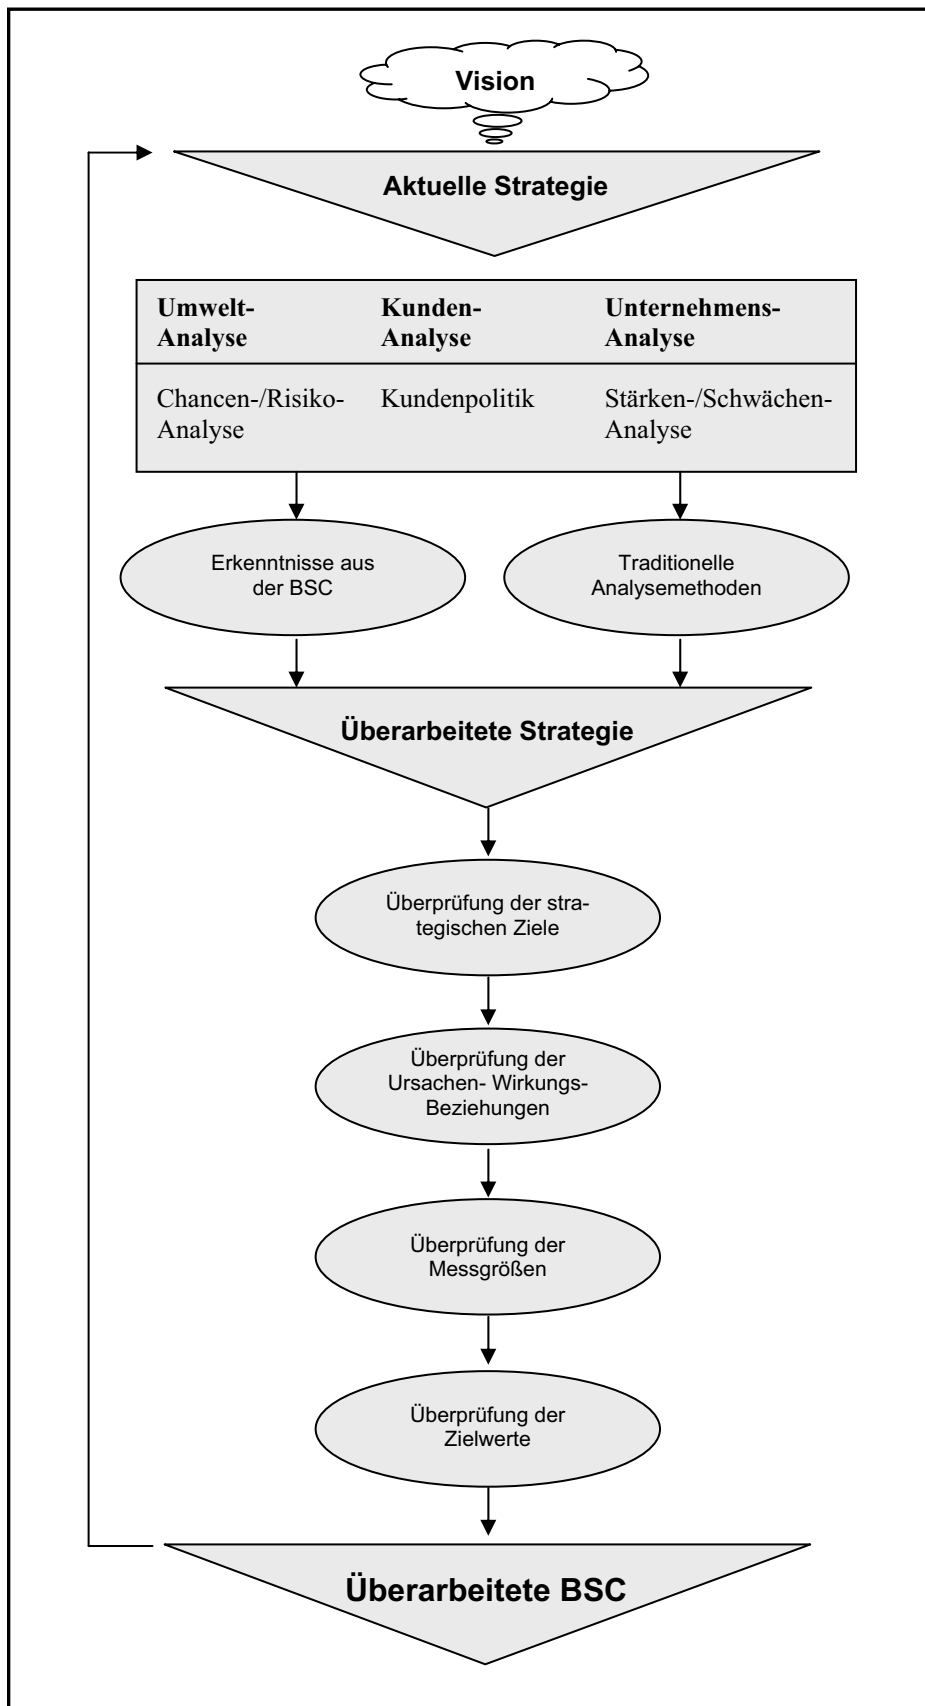 Vision
Aktuelle Strategie
Umwelt-
Analyse
Kunden-
Analyse
Unternehmens-
Analyse
Chancen-/Risiko-
Analyse
Kundenpolitik
Stärken-/Schwächen-
Analyse
Erkenntnisse aus
der BSC
Traditionelle
Analysemethoden
Überarbeitete Strategie
Überprüfung der stra-
tegischen Ziele
Überprüfung der
Ursachen- Wirkungs-
Beziehungen
Überprüfung der
Messgrößen
Überprüfung der
Zielwerte
Überarbeitete BSC